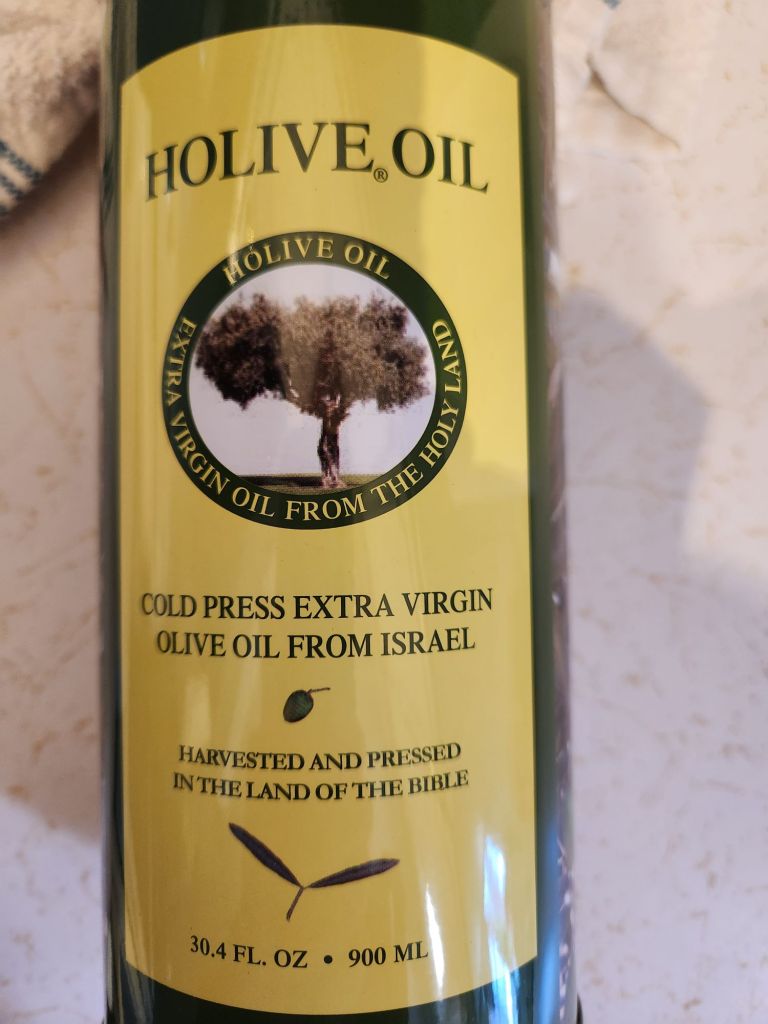 HOLIVE® OIL
HOLIVE OIL
EXTRA VIRGIN OIL FROM THE HOLY LAND
COLD PRESS EXTRA VIRGIN
OLIVE OIL FROM ISRAEL
HARVESTED AND PRESSED
IN THE LAND OF THE BIBLE
30.4 FL. OZ • 900 ML